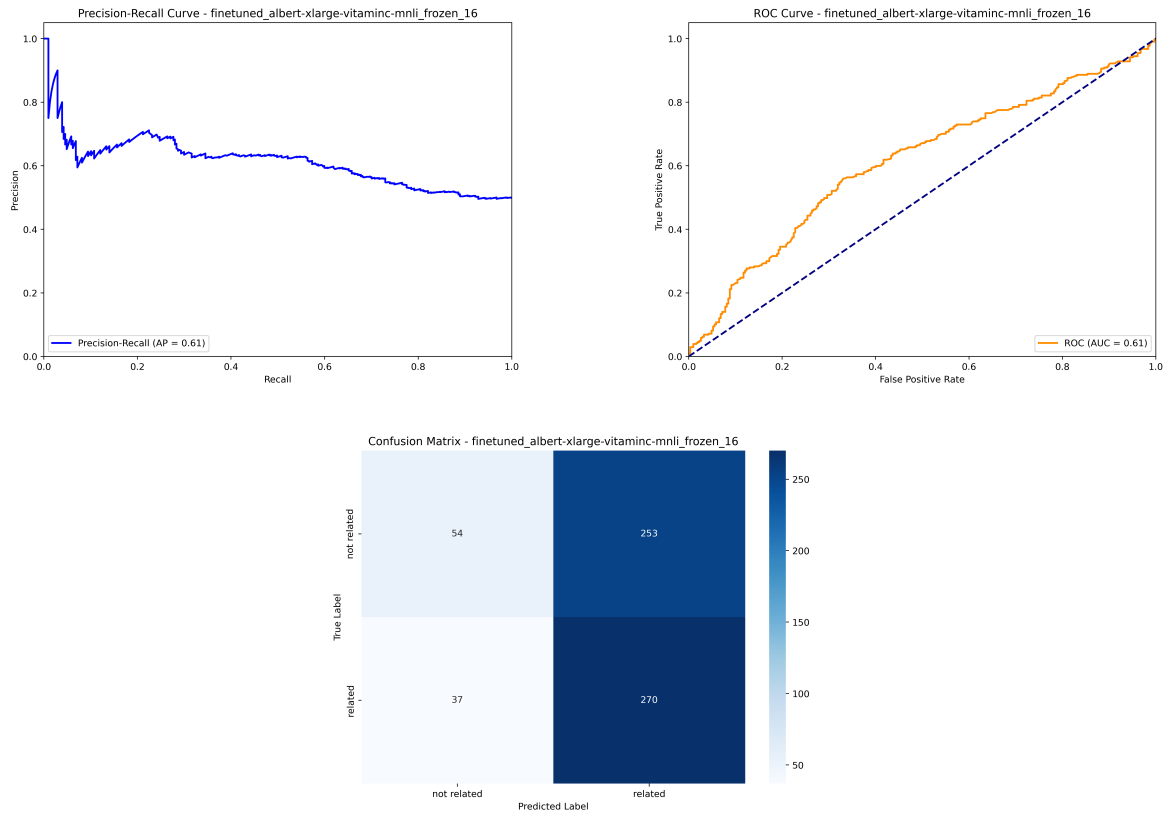 Precision-Recall Curve - finetuned_albert-xlarge-vitaminc-mnli_frozen_16
1.0
0.8
0.6
0.4
0.2
0.0
Precision
0.0 0.2 0.4 0.6 0.8 1.0
Recall
Precision-Recall (AP = 0.61)
ROC Curve - finetuned_albert-xlarge-vitaminc-mnli_frozen_16
1.0
0.8
0.6
0.4
0.2
0.0
True Positive Rate
0.0 0.2 0.4 0.6 0.8 1.0
False Positive Rate
ROC (AUC = 0.61)
Confusion Matrix - finetuned_albert-xlarge-vitaminc-mnli_frozen_16
True Label
not related
54 253
related
37 270
not related related
Predicted Label
250
200
150
100
50